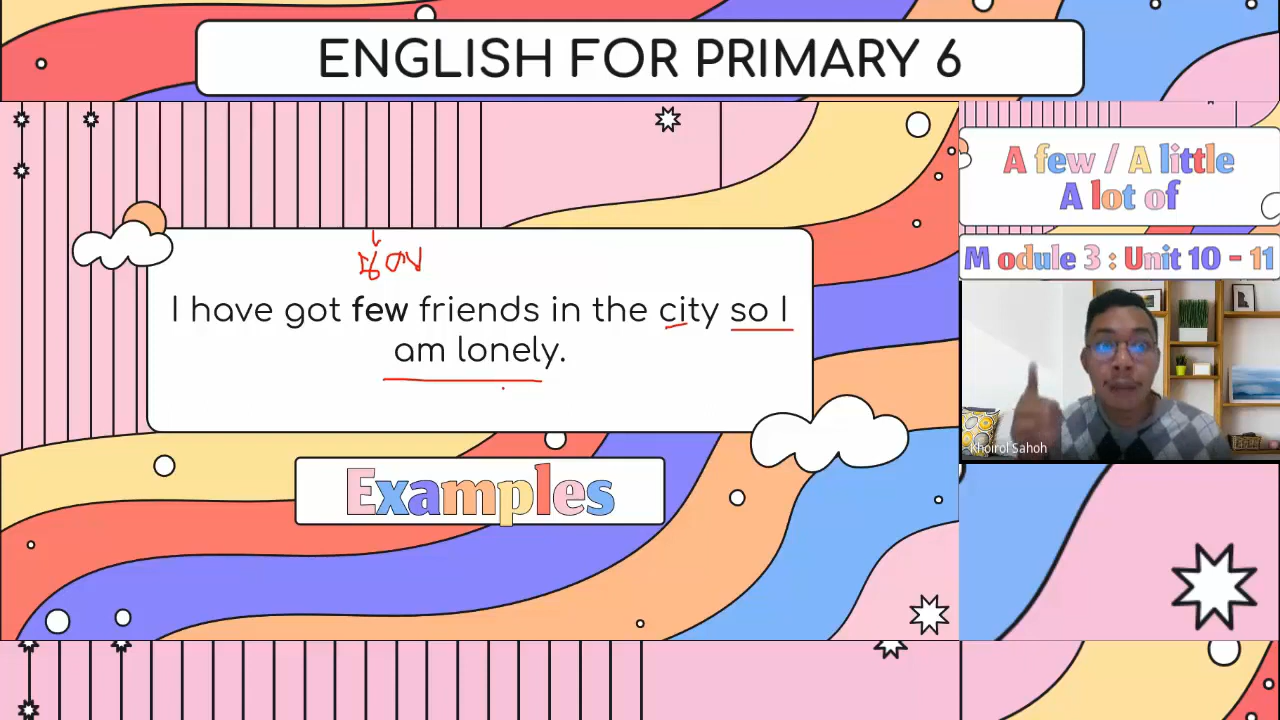 ENGLISH FOR PRIMARY 6
A few / A little
A lot of
Module 3 : Unit 10 - 11
I have got few friends in the city so I
am lonely.
Examples
Khoirol Sahoh